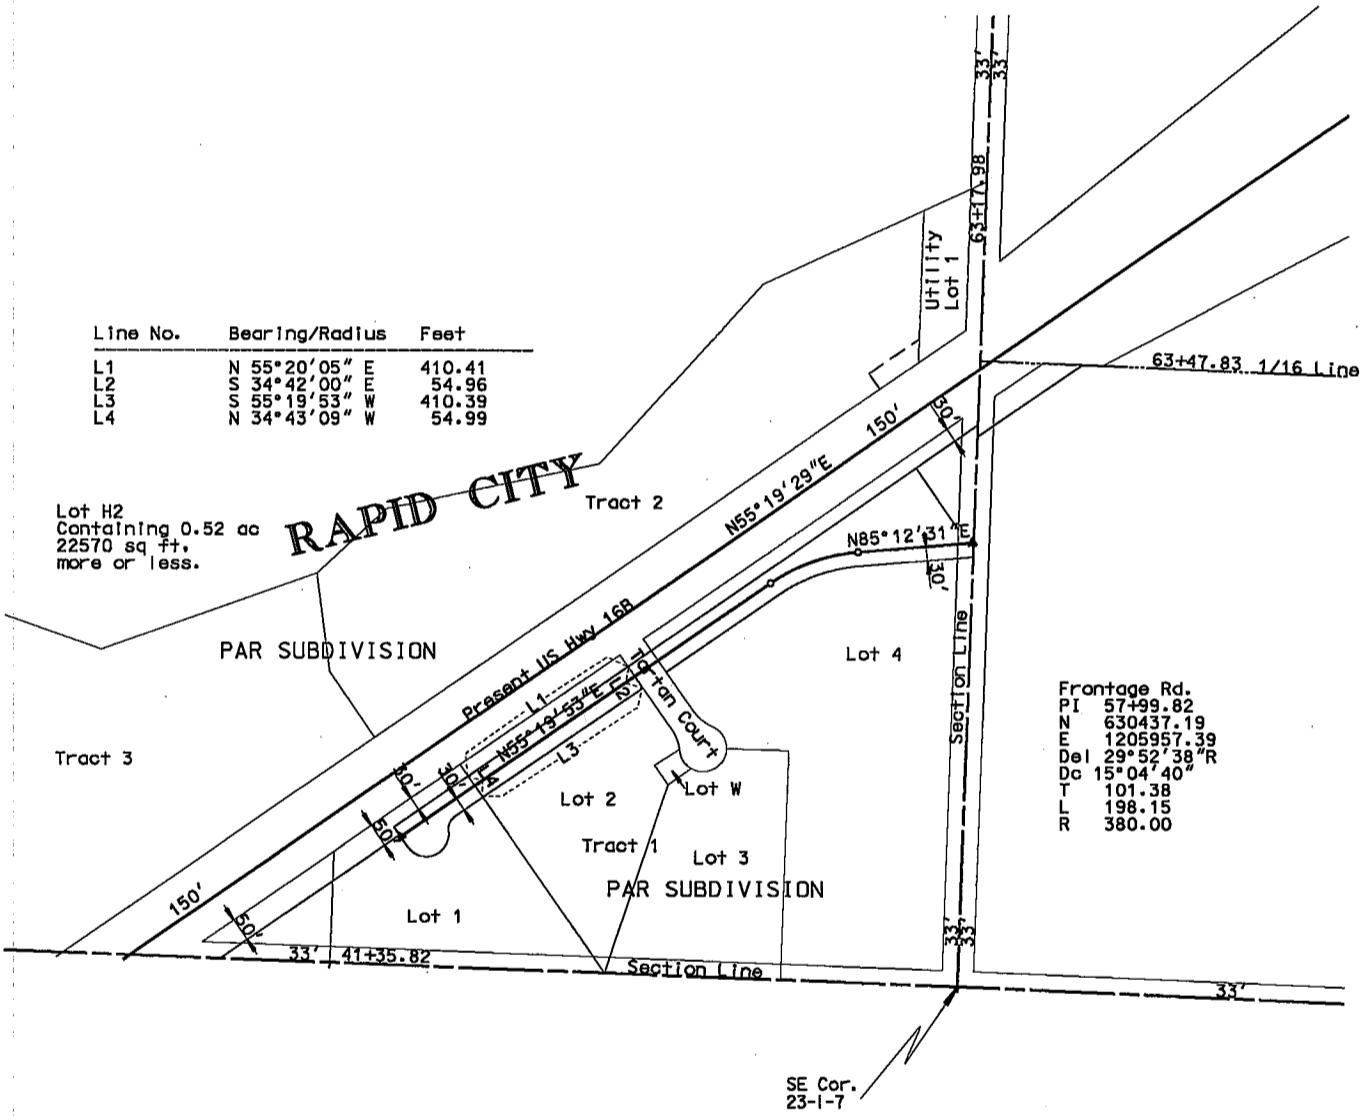 33'
33'
63+17.98
Utility
Lot 1
Line No. Bearing/Radius Feet
L1 N 55°20'05" E 410.41
L2 S 34°42'00" E 54.96
L3 S 55°19'53" W 410.39
L4 N 34°43'09" W 54.99
63+47.83 1/16 Line
150'
30'
RAPID CITY
Tract 2
N55°19'29"E
Lot H2
Containing 0.52 ac
22570 sq ft.
more or less.
N85°12'31"E
30'
PAR SUBDIVISION
Present US Hwy 16B
Tartan Court
Lot 4
Section Line
L1
N55°19'53"E
L2
L3
L4
Frontage Rd.
PI 57+99.82
N 630437.19
E 1205957.39
Del 29°52'38"R
Dc 15°04'40"
T 101.38
L 198.15
R 380.00
Tract 3
30'
50'
Lot 2
Lot W
Tract 1
Lot 3
PAR SUBDIVISION
150'
50'
Lot 1
33' 41+35.82
Section Line
33'
33'
33'
SE Cor.
23-1-7